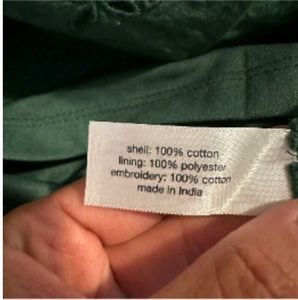 shell: 100% cotton
lining: 100% polyester
embroidery: 100% cotton
made in India